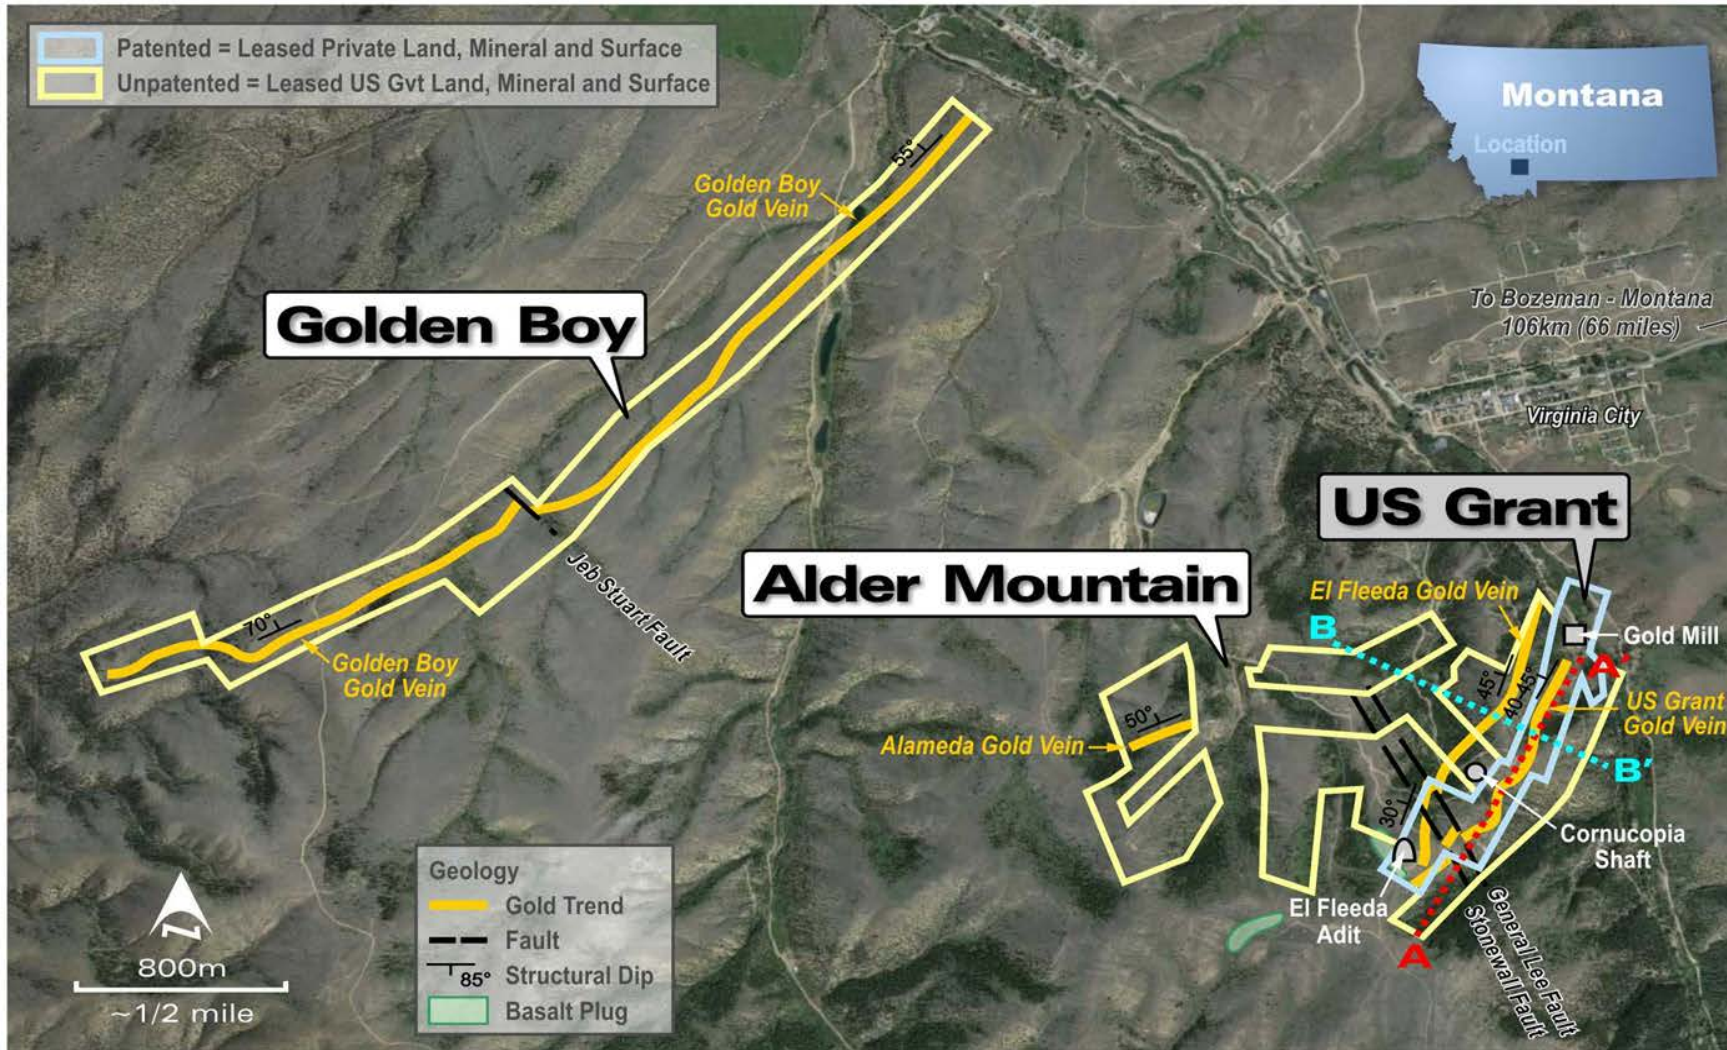 Patented = Leased Private Land, Mineral and Surface
Unpatented = Leased US Gvt Land, Mineral and Surface
Montana
Location
55°
Golden Boy
Gold Vein
Golden Boy
To Bozeman - Montana
106km (66 miles)
Virginia City
US Grant
Jeb Stuart Fault
Alder Mountain
El Fleeda Gold Vein
B
Gold Mill
70°
Golden Boy
Gold Vein
45°
40-45°
A'
US Grant
Gold Vein
50°
Alameda Gold Vein
B'
30°
Cornucopia
Shaft
El Fleeda
Adit
General Lee Fault
Stonewall Fault
A
Geology
Gold Trend
Fault
85°
Structural Dip
Basalt Plug
N
800m
~1/2 mile